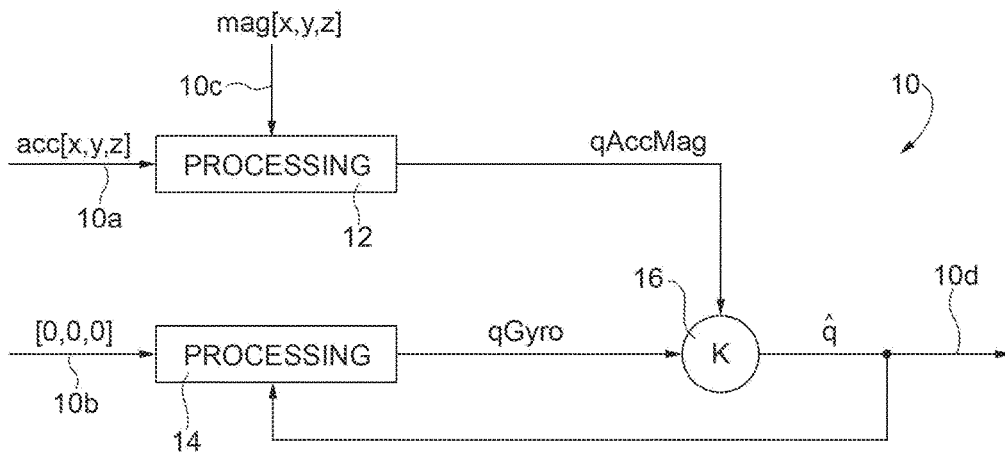 mag[x,y,z]
10c
10
acc[x,y,z]
PROCESSING
qAccMag
10a
12
16
10d
[0,0,0]
PROCESSING
qGyro
K
q̂
10b
14